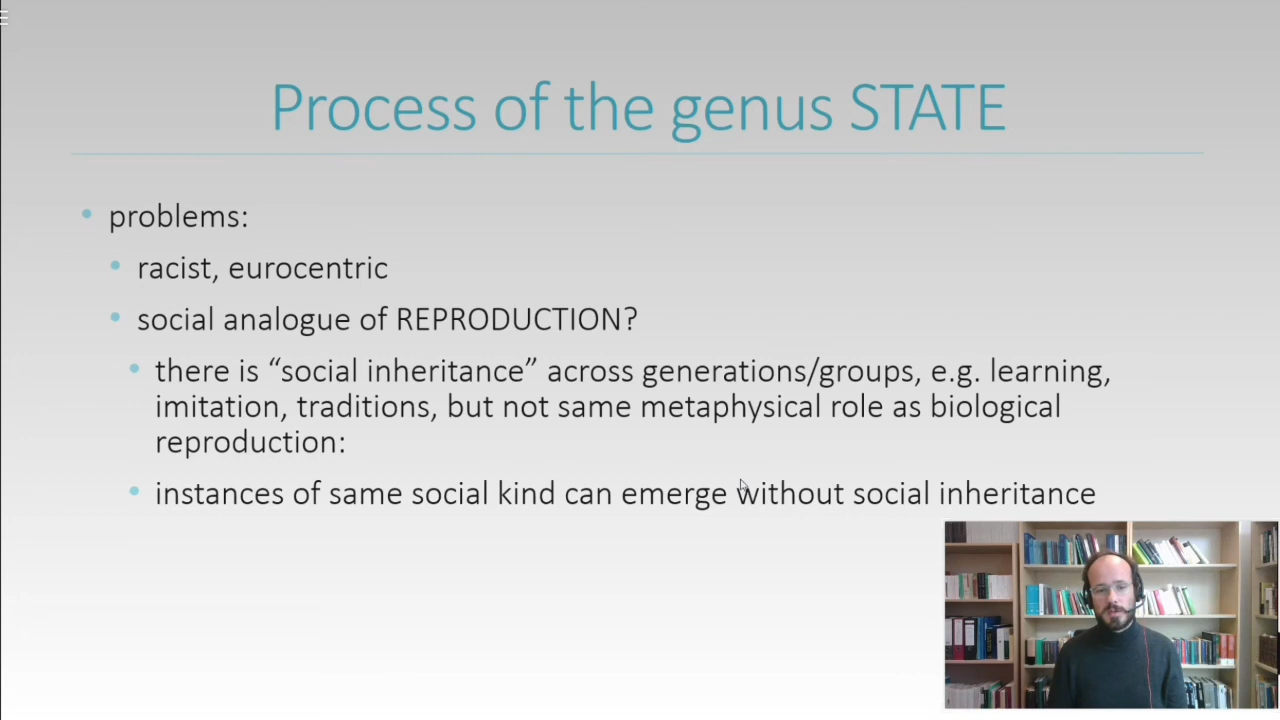 Process of the genus STATE
• problems:
• racist, eurocentric
• social analogue of REPRODUCTION?
• there is “social inheritance” across generations/groups, e.g. learning,
imitation, traditions, but not same metaphysical role as biological
reproduction:
• instances of same social kind can emerge without social inheritance